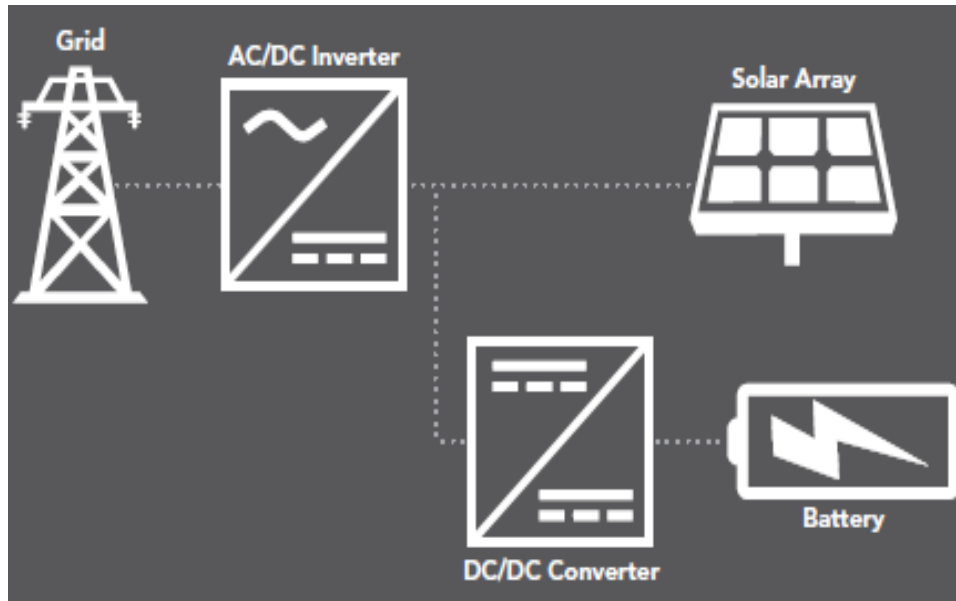 Grid
AC/DC Inverter
Solar Array
DC/DC Converter
Battery